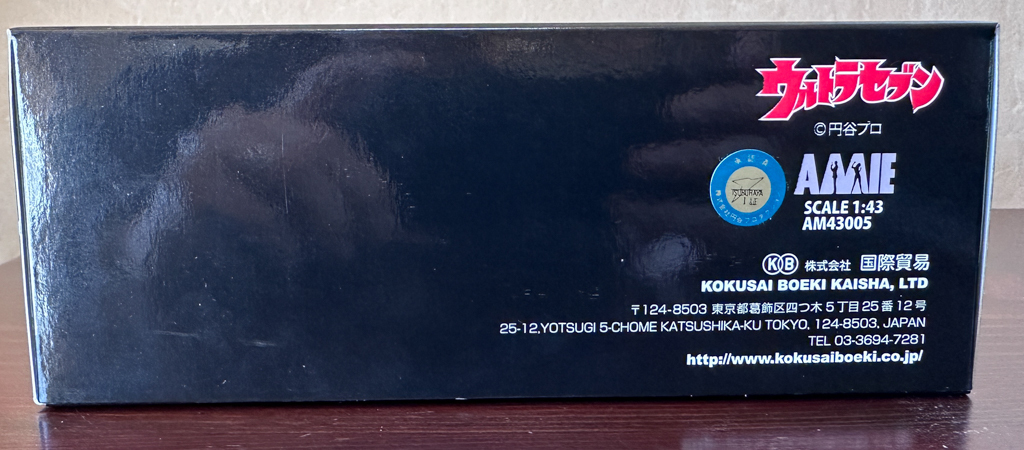 ウルトラセブン
©円谷プロ
AMIE
SCALE 1:43
AM43005
KB 株式会社 国際貿易
KOKUSAI BOEKI KAISHA, LTD
〒124-8503 東京都葛飾区四つ木5丁目25番12号
25-12,YOTSUGI 5-CHOME KATSUSHIKA-KU TOKYO, 124-8503, JAPAN
TEL 03-3694-7281
http://www.kokusaiboeki.co.jp/